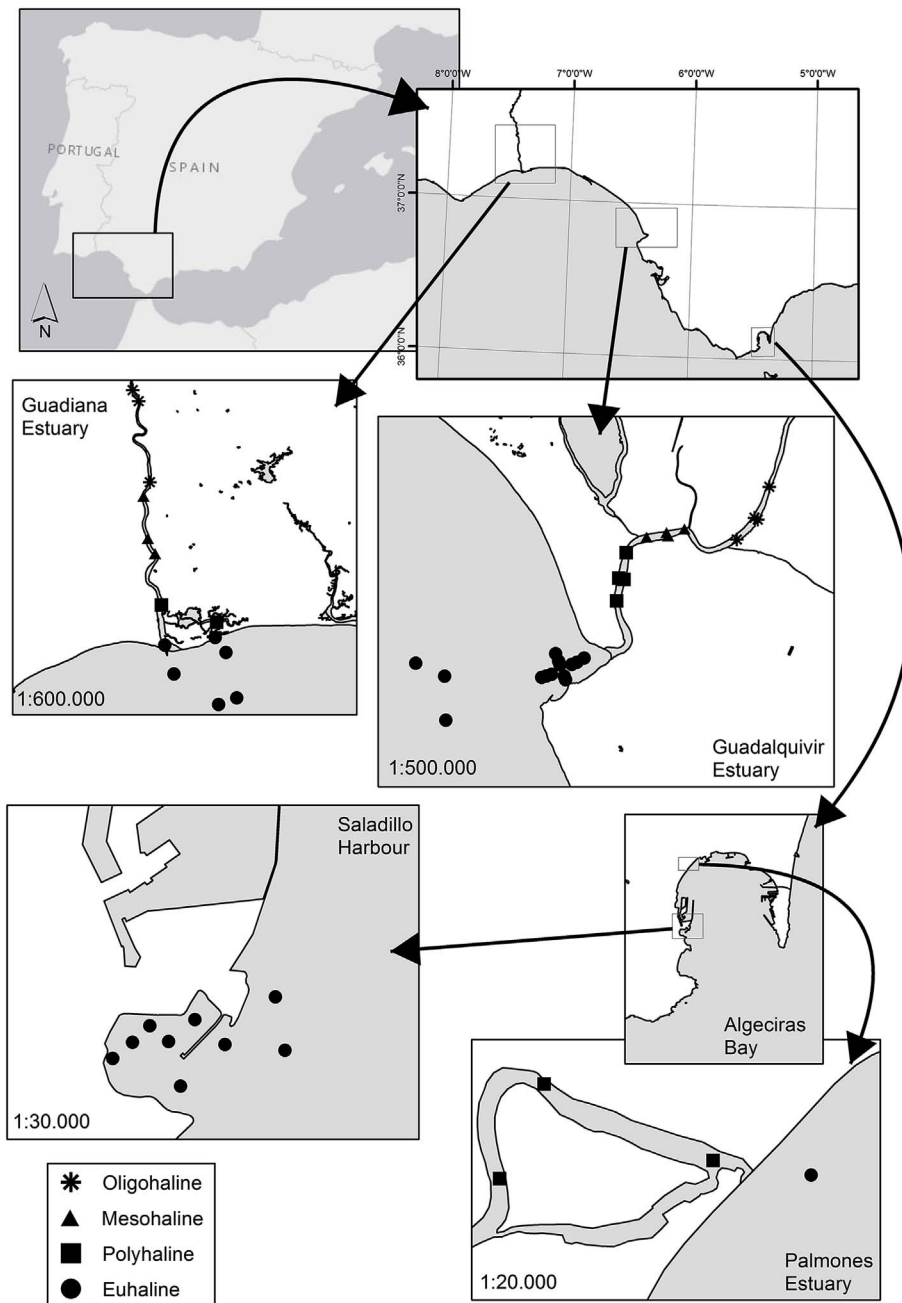 PORTUGAL
SPAIN
N
8°0'0"W
7°0'0"W
6°0'0"W
5°0'0"W
37°0'0"N
36°0'0"N
Guadiana
Estuary
1:600.000
1:500.000
Guadalquivir
Estuary
Saladillo
Harbour
1:30.000
Algeciras
Bay
1:20.000
Palmones
Estuary
Oligohaline
Mesohaline
Polyhaline
Euhaline